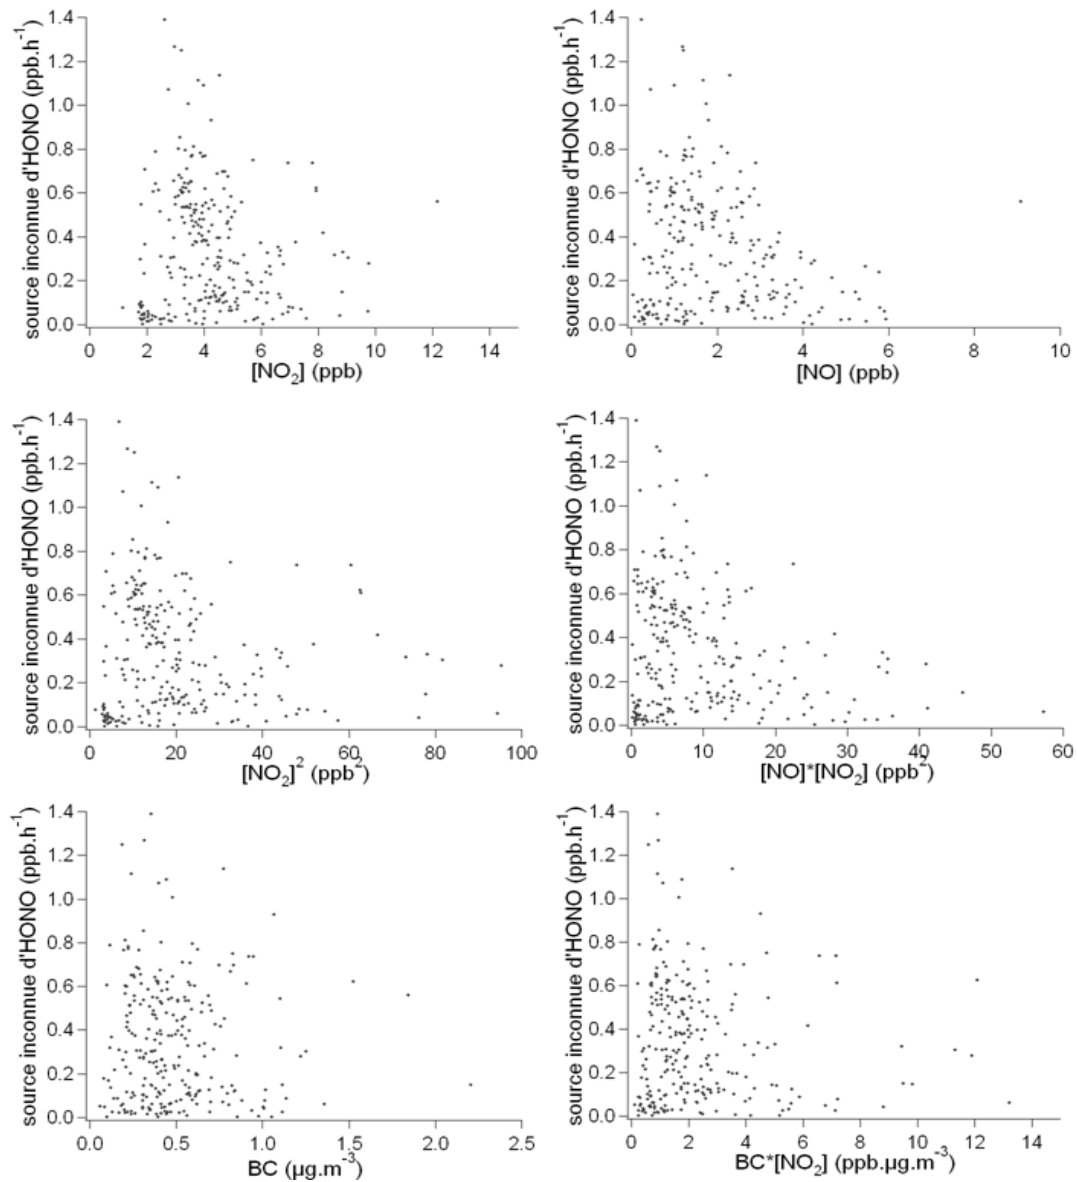 source inconnue d'HONO (ppb.h⁻¹)
1.4
1.2
1.0
0.8
0.6
0.4
0.2
0.0
0 2 4 6 8 10 12 14
[NO₂] (ppb)
source inconnue d'HONO (ppb.h⁻¹)
1.4
1.2
1.0
0.8
0.6
0.4
0.2
0.0
0 2 4 6 8 10
[NO] (ppb)
source inconnue d'HONO (ppb.h⁻¹)
1.4
1.2
1.0
0.8
0.6
0.4
0.2
0.0
0 20 40 60 80 100
[NO₂]² (ppb²)
source inconnue d'HONO (ppb.h⁻¹)
1.4
1.2
1.0
0.8
0.6
0.4
0.2
0.0
0 10 20 30 40 50 60
[NO]*[NO₂] (ppb²)
source inconnue d'HONO (ppb.h⁻¹)
1.4
1.2
1.0
0.8
0.6
0.4
0.2
0.0
0.0 0.5 1.0 1.5 2.0 2.5
BC (µg.m⁻³)
source inconnue d'HONO (ppb.h⁻¹)
1.4
1.2
1.0
0.8
0.6
0.4
0.2
0.0
0 2 4 6 8 10 12 14
BC*[NO₂] (ppb.µg.m⁻³)